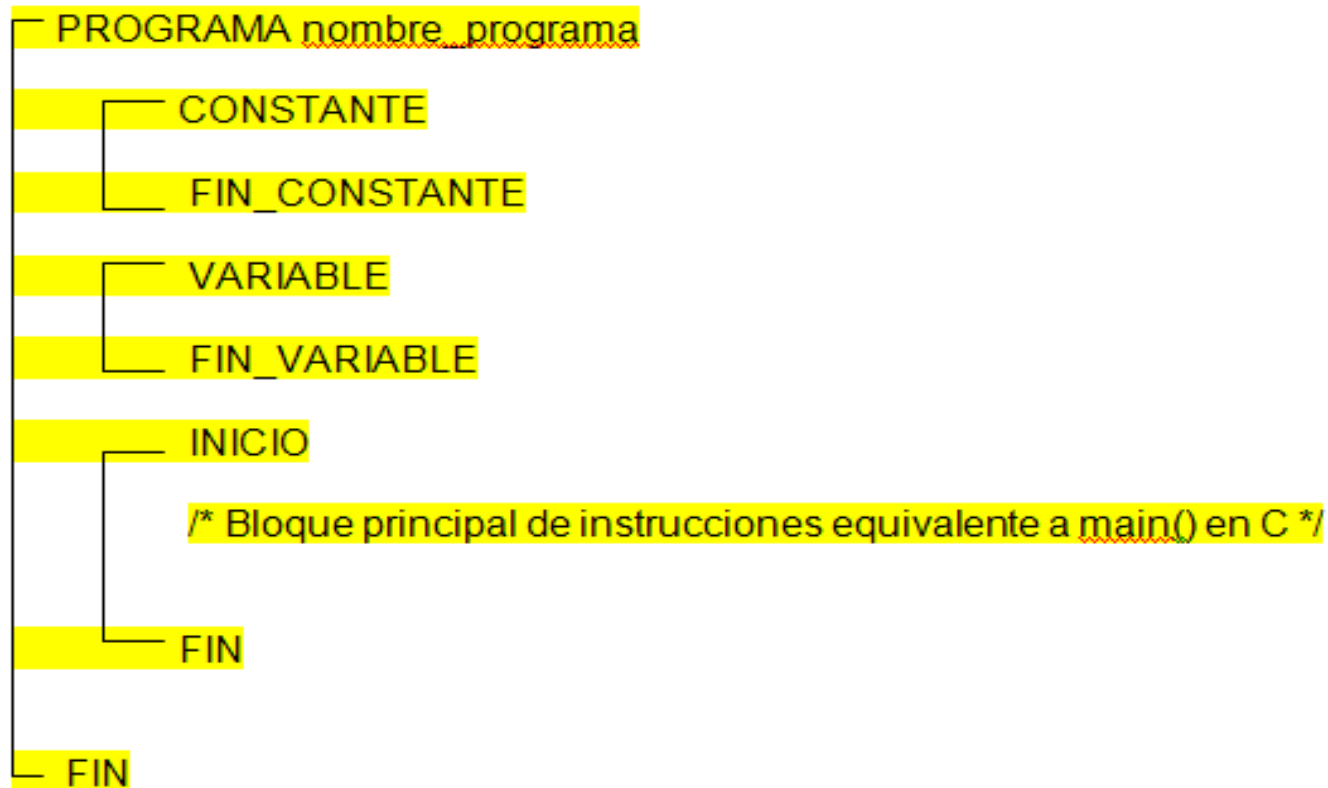 PROGRAMA nombre_programa
CONSTANTE
FIN_CONSTANTE
VARIABLE
FIN_VARIABLE
INICIO
/* Bloque principal de instrucciones equivalente a main() en C */
FIN
FIN